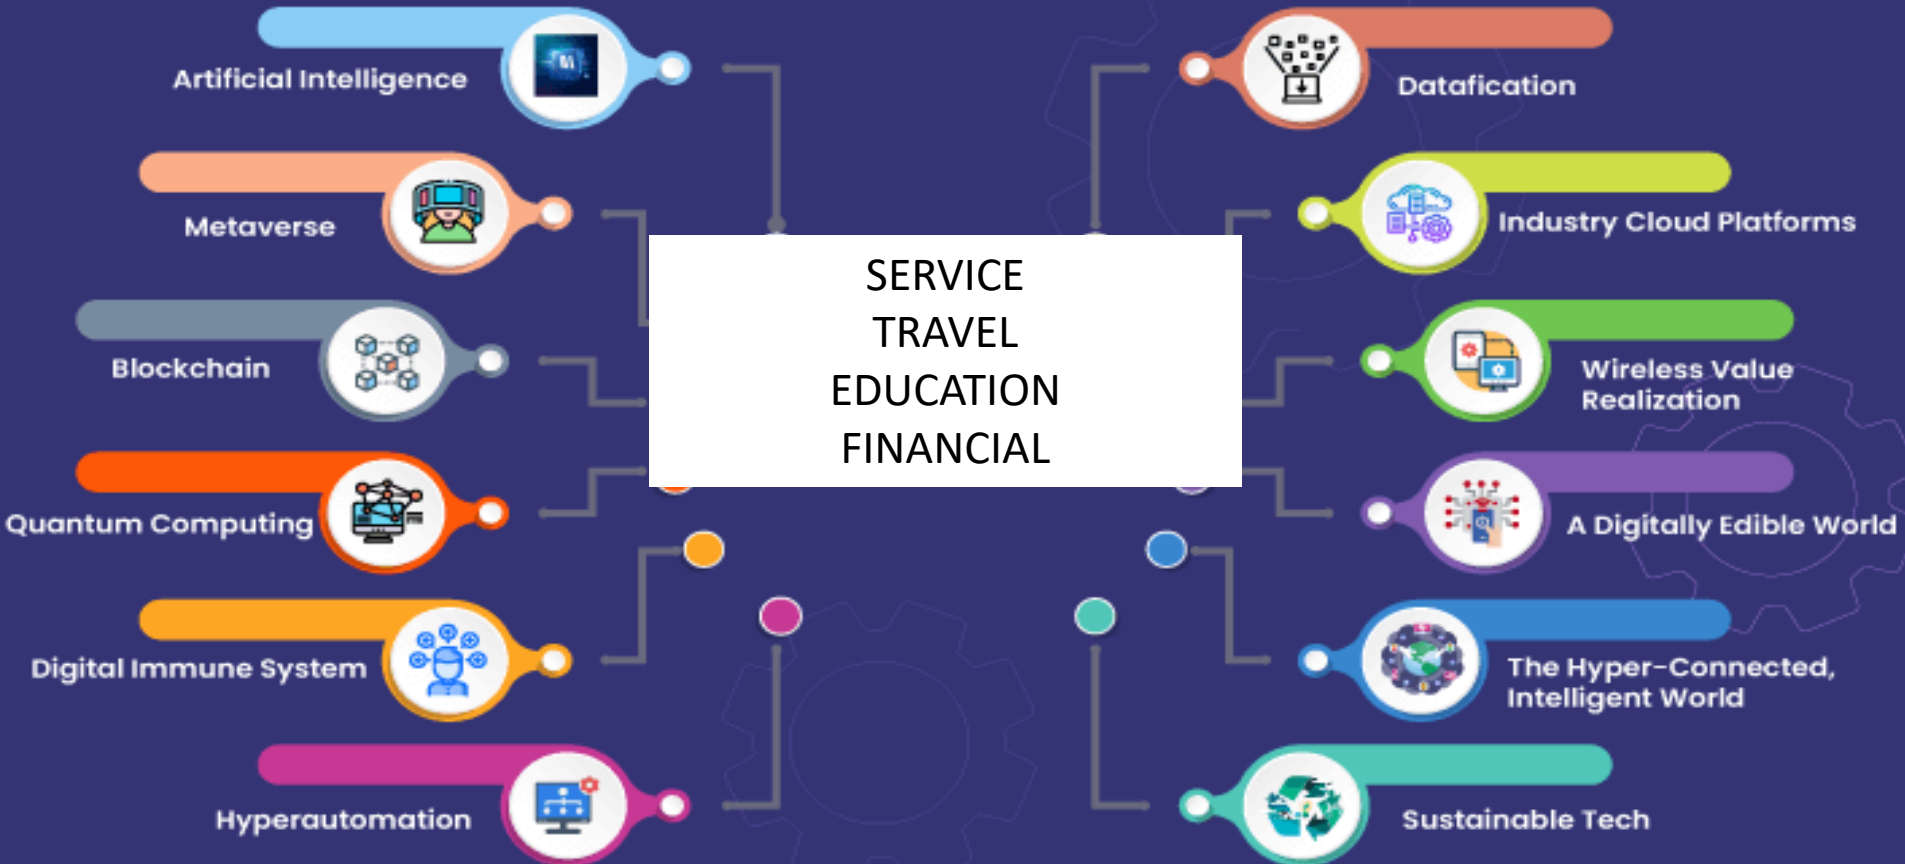 Artificial Intelligence
Metaverse
Blockchain
Quantum Computing
Digital Immune System
Hyperautomation
SERVICE
TRAVEL
EDUCATION
FINANCIAL
Datafication
Industry Cloud Platforms
Wireless Value
Realization
A Digitally Edible World
The Hyper-Connected,
Intelligent World
Sustainable Tech